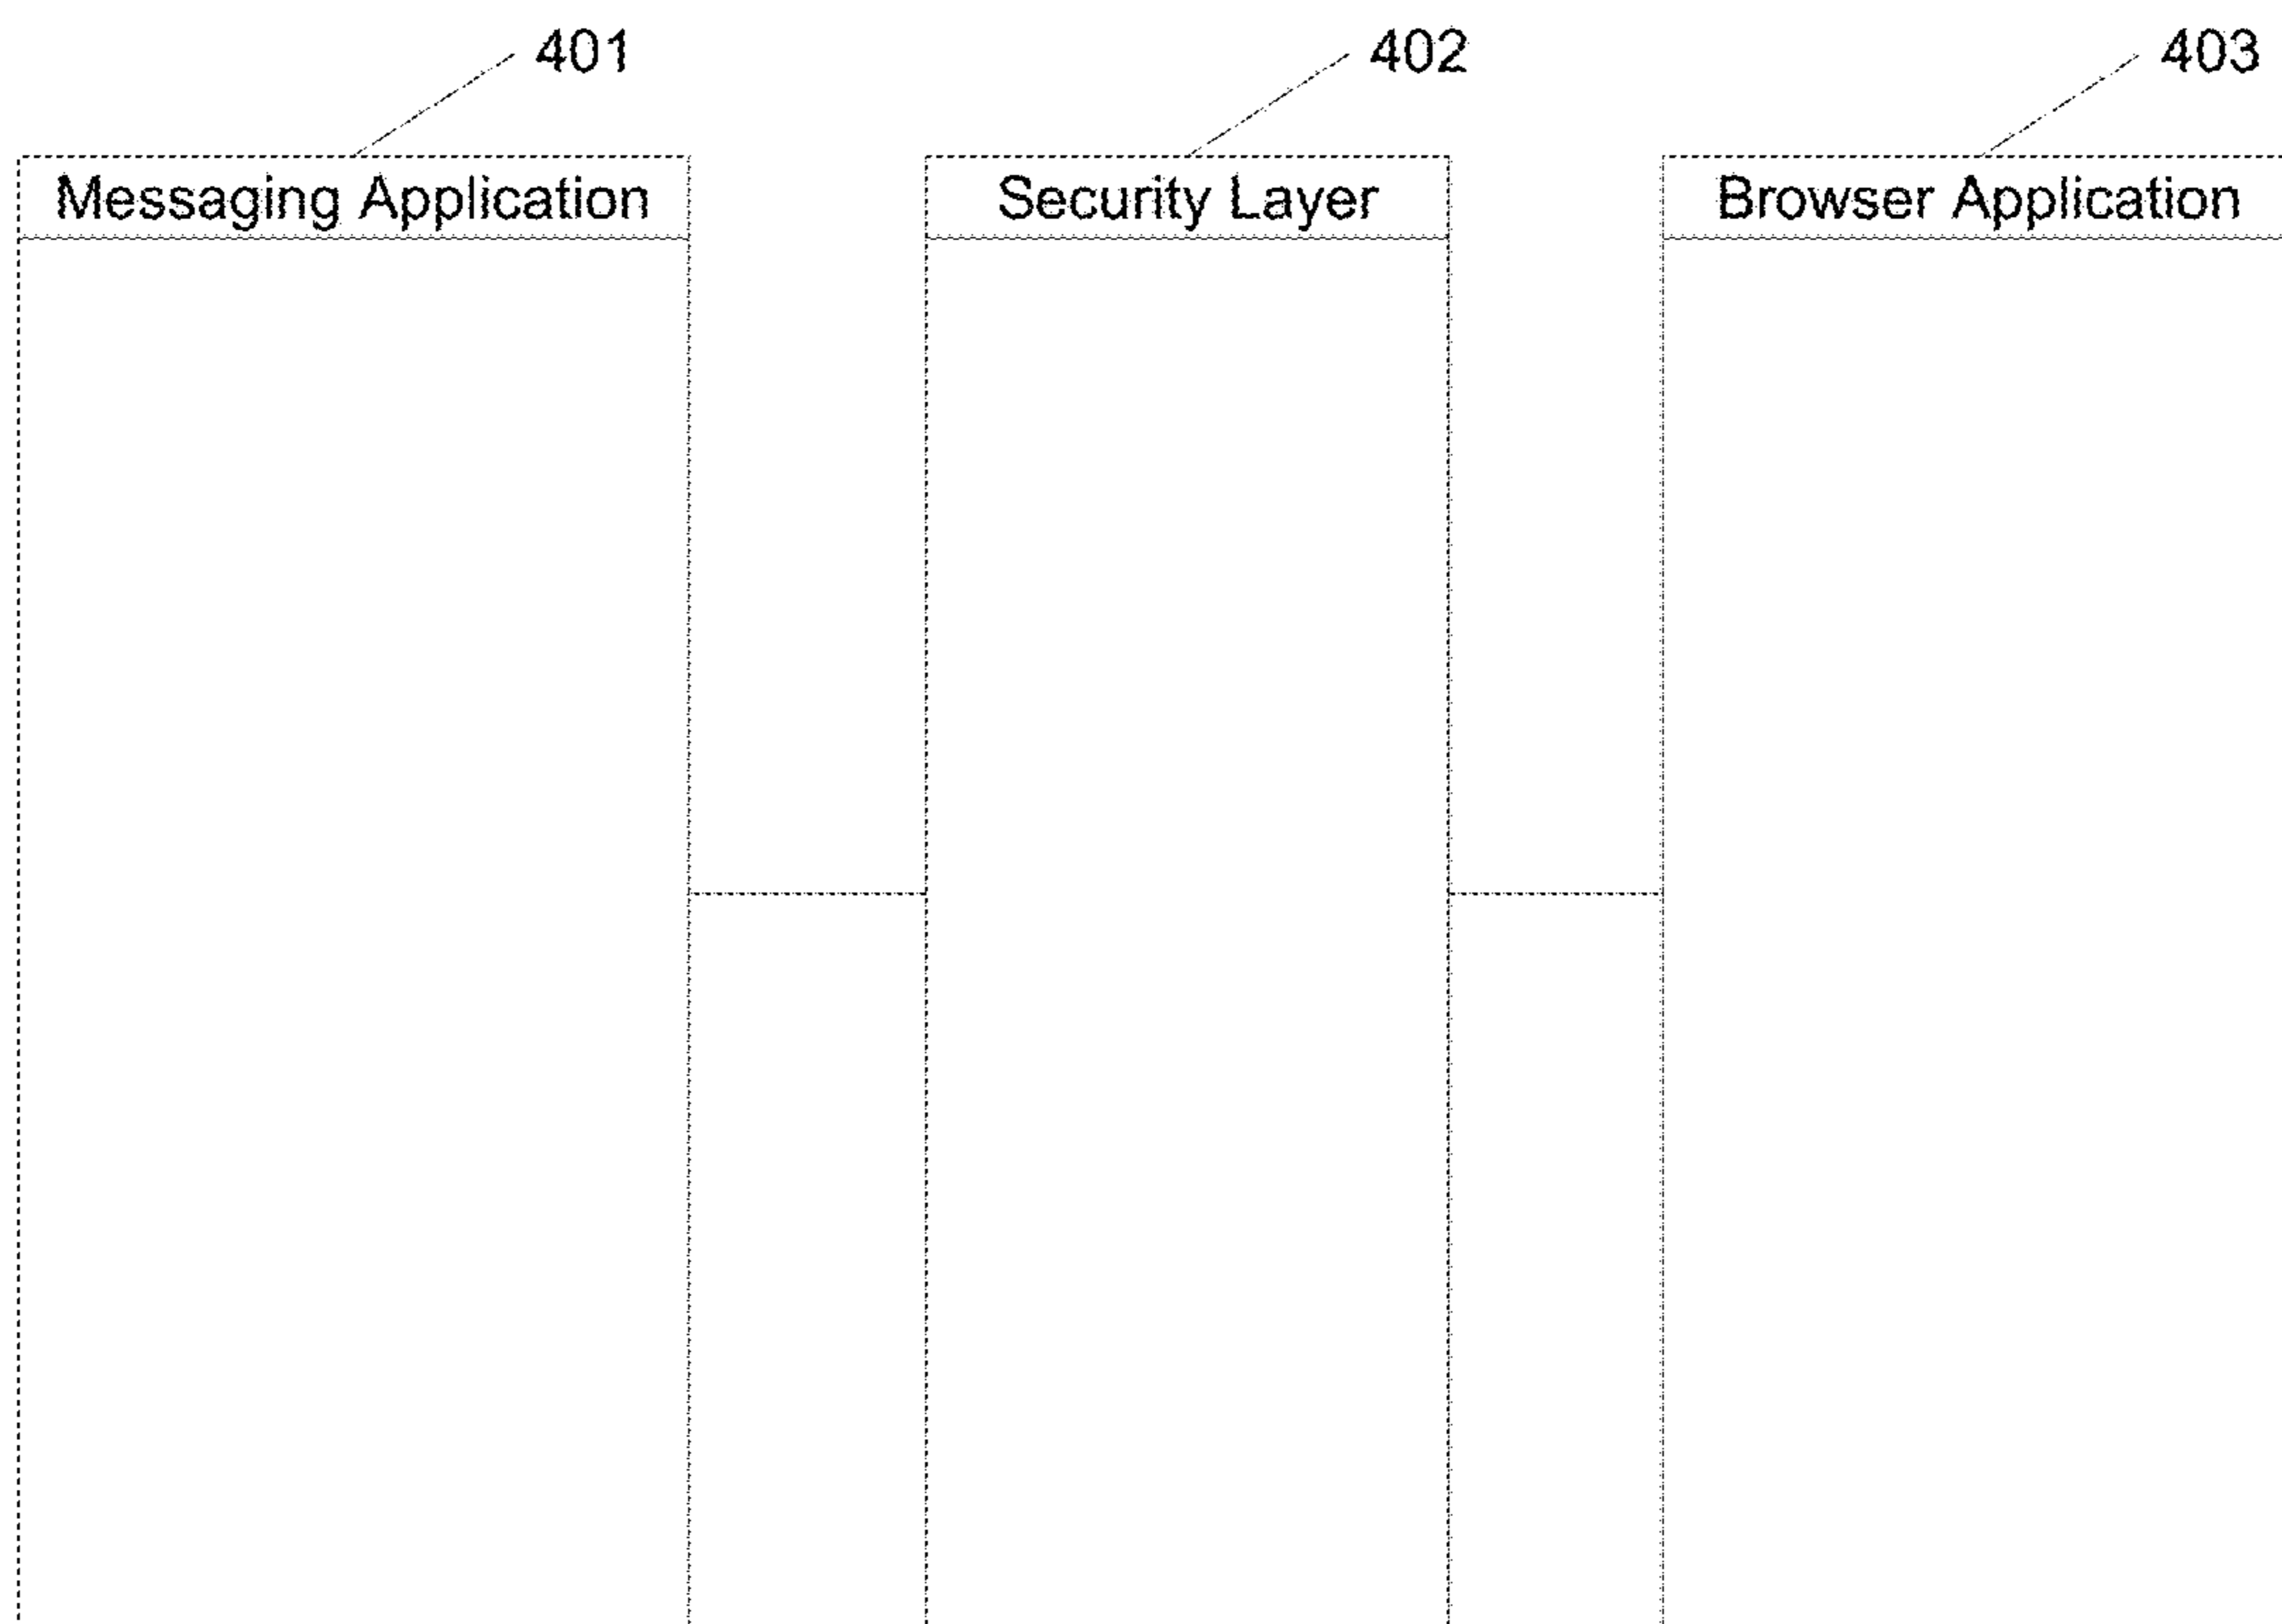 401
402
403
Messaging Application
Security Layer
Browser Application